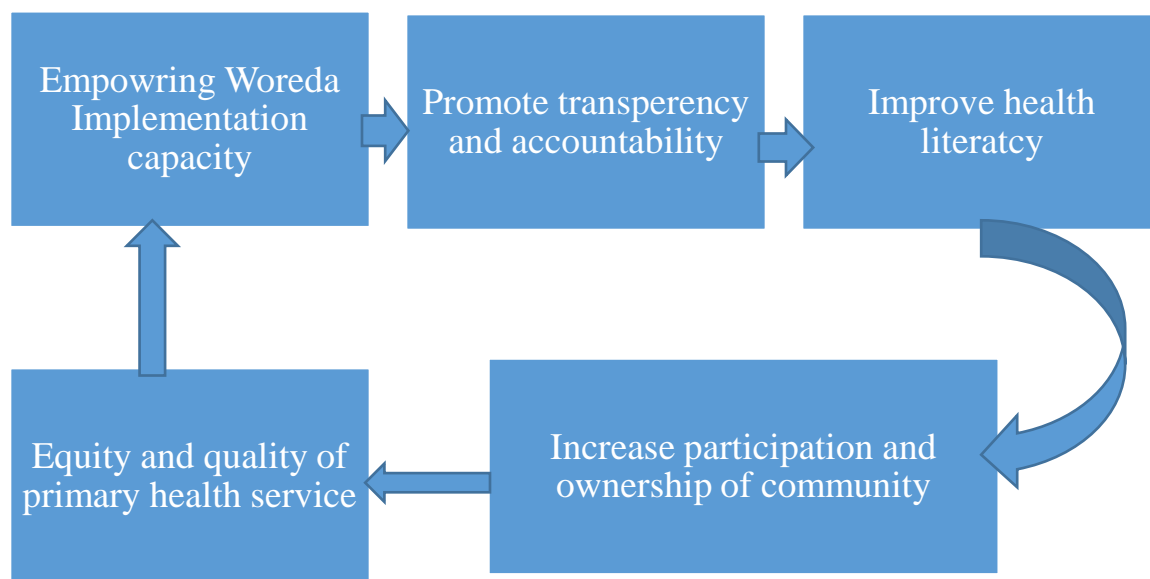 Empowring Woreda
Implementation
capacity
Promote transperency
and accountability
Improve health
literatcy
Increase participation and
ownership of community
Equity and quality of
primary health service